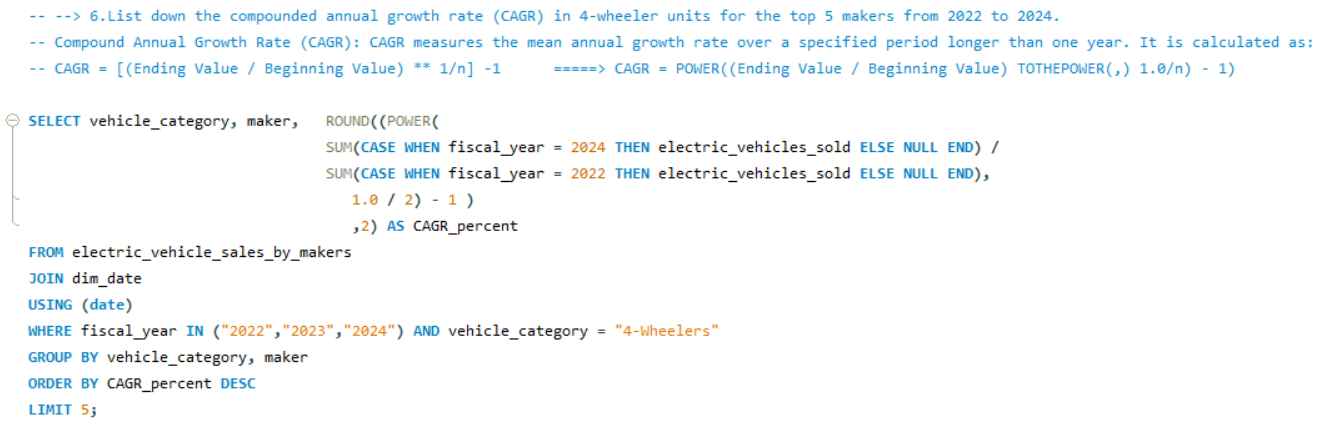 -- --> 6.List down the compounded annual growth rate (CAGR) in 4-wheeler units for the top 5 makers from 2022 to 2024.
-- Compound Annual Growth Rate (CAGR): CAGR measures the mean annual growth rate over a specified period longer than one year. It is calculated as:
-- CAGR = [(Ending Value / Beginning Value) ** 1/n] -1     =====> CAGR = POWER((Ending Value / Beginning Value) TOTHEPOWER(,) 1.0/n) - 1)
SELECT vehicle_category, maker,   ROUND((POWER(
SUM(CASE WHEN fiscal_year = 2024 THEN electric_vehicles_sold ELSE NULL END) /
SUM(CASE WHEN fiscal_year = 2022 THEN electric_vehicles_sold ELSE NULL END),
1.0 / 2) - 1 )
,2) AS CAGR_percent
FROM electric_vehicle_sales_by_makers
JOIN dim_date
USING (date)
WHERE fiscal_year IN ("2022","2023","2024") AND vehicle_category = "4-Wheelers"
GROUP BY vehicle_category, maker
ORDER BY CAGR_percent DESC
LIMIT 5;